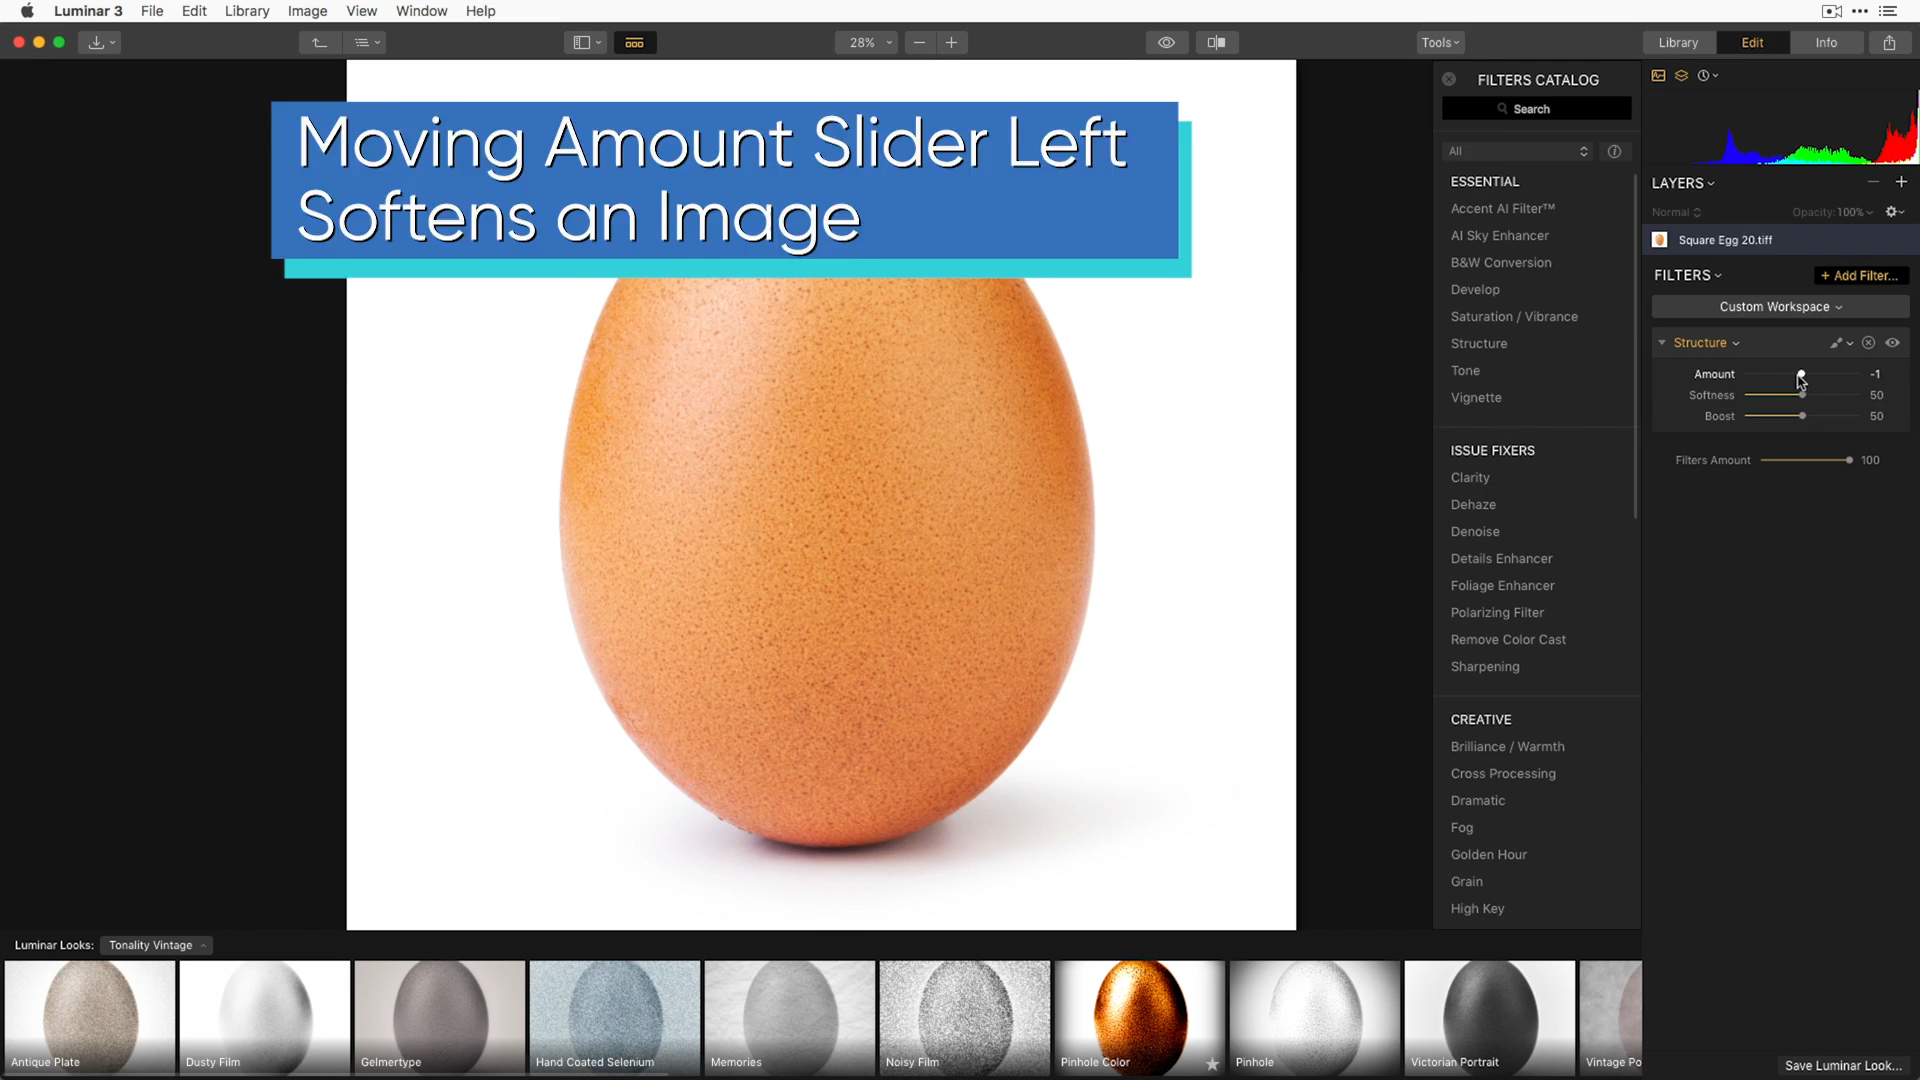 Luminar 3 File Edit Library Image View Window Help
28% Tools Library Edit Info
Moving Amount Slider Left
Softens an Image
FILTERS CATALOG
Search
All
ESSENTIAL
Accent AI Filter™
AI Sky Enhancer
B&W Conversion
Develop
Saturation / Vibrance
Structure
Tone
Vignette
ISSUE FIXERS
Clarity
Dehaze
Denoise
Details Enhancer
Foliage Enhancer
Polarizing Filter
Remove Color Cast
Sharpening
CREATIVE
Brilliance / Warmth
Cross Processing
Dramatic
Fog
Golden Hour
Grain
High Key
LAYERS
Normal Opacity: 100%
Square Egg 20.tiff
FILTERS + Add Filter...
Custom Workspace
Structure
Amount -1
Softness 50
Boost 50
Filters Amount 100
Luminar Looks: Tonality Vintage
Antique Plate
Dusty Film
Gelmertype
Hand Coated Selenium
Memories
Noisy Film
Pinhole Color
Pinhole
Victorian Portrait
Vintage Po
Save Luminar Look...